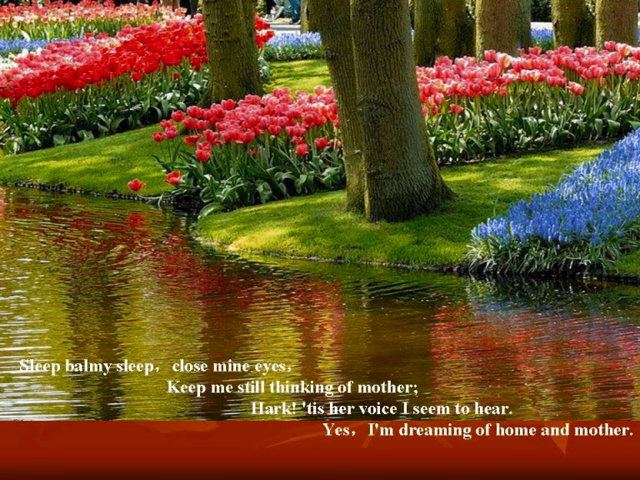 Sleep balmy sleep，close mine eyes，
Keep me still thinking of mother;
Hark! 'tis her voice I seem to hear.
Yes，I'm dreaming of home and mother.